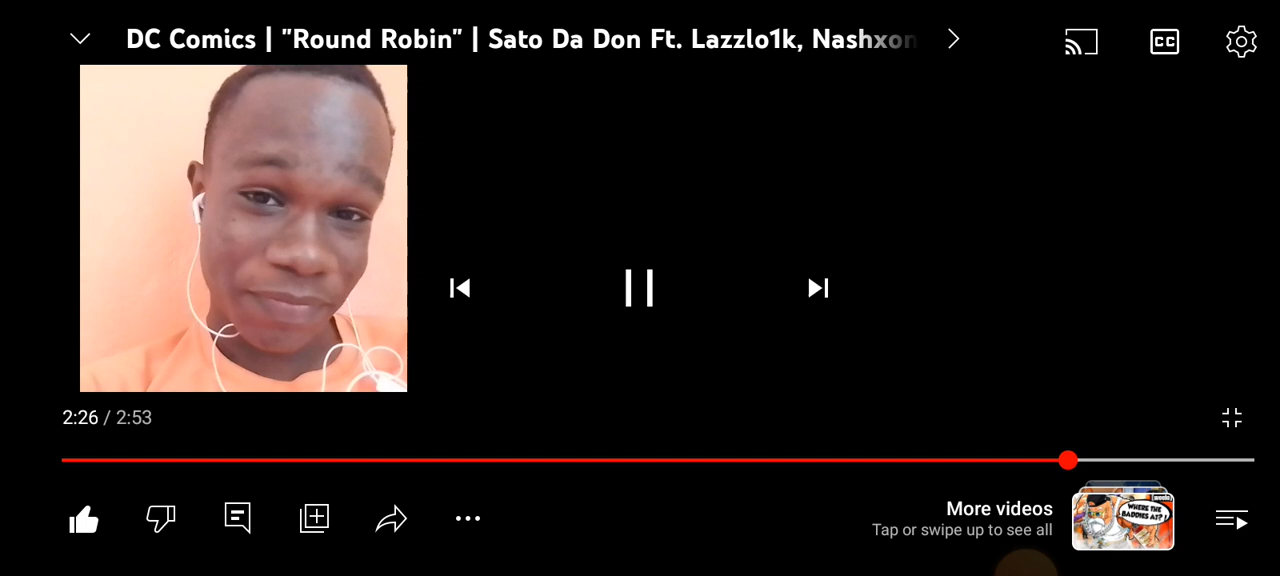 DC Comics | "Round Robin" | Sato Da Don Ft. Lazzlo1k, Nashxon
CC
2:26 / 2:53
More videos
Tap or swipe up to see all
WHERE THE
BADDIES AT?!